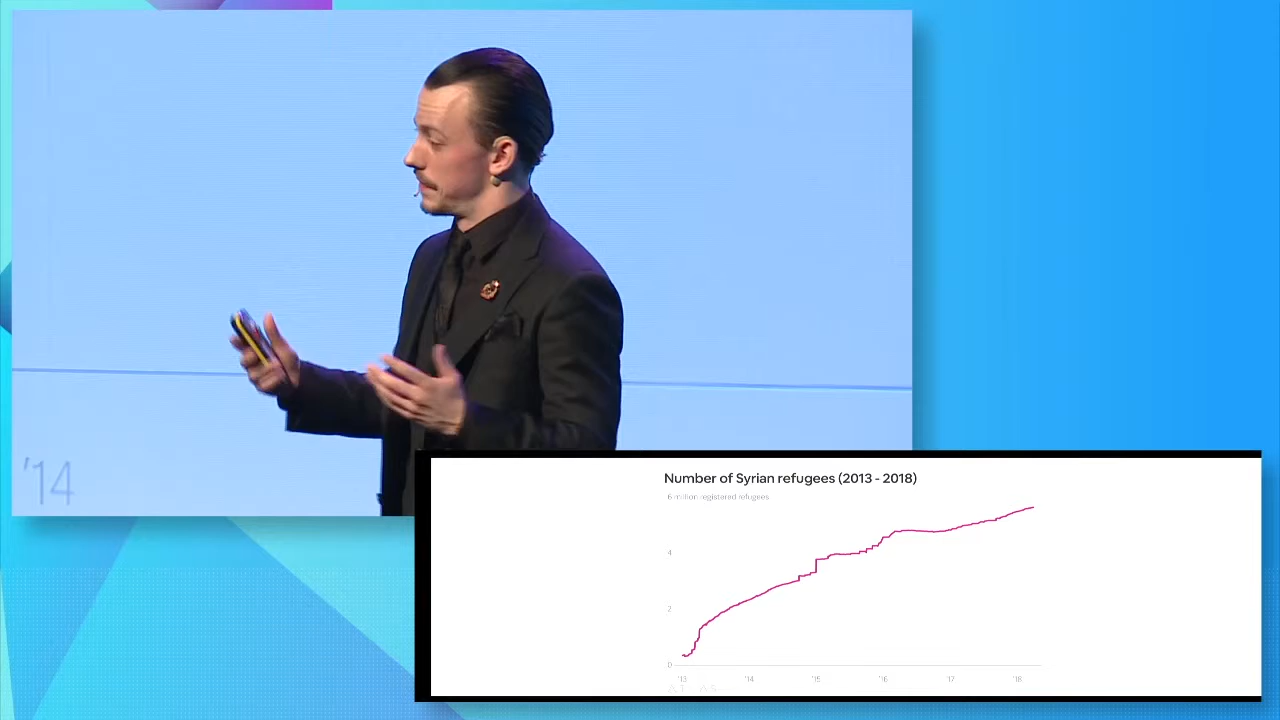 '14
Number of Syrian refugees (2013 - 2018)
6 million registered refugees
4
2
0
'13 '14 '15 '16 '17 '18